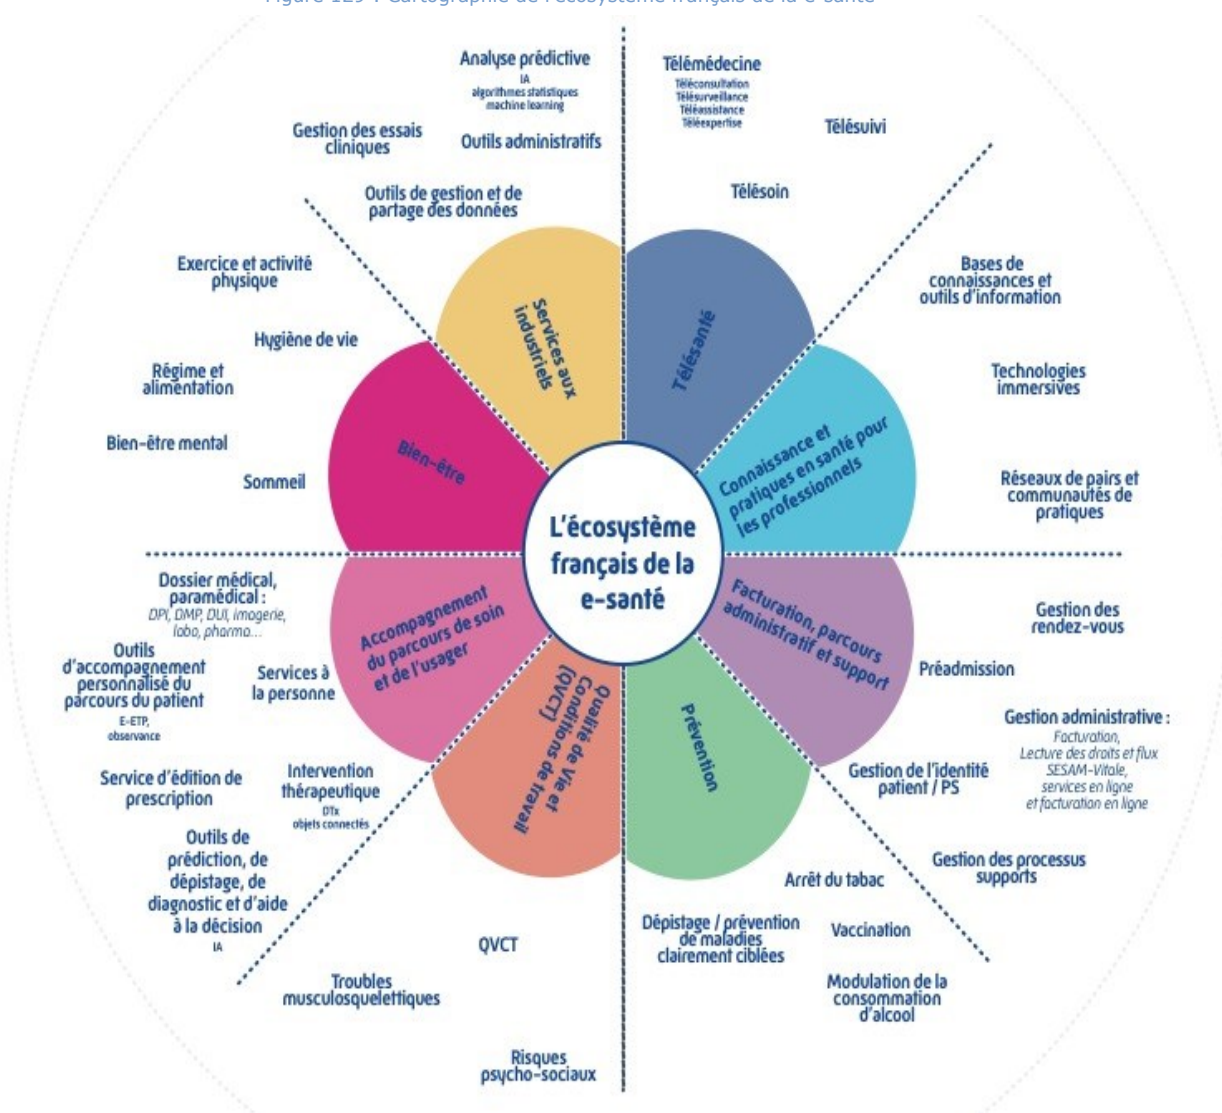 Figure 129 : Cartographie de l'écosystème français de la e-santé
Analyse prédictive
IA
algorithmes statistiques
machine learning
Gestion des essais
cliniques
Outils administratifs
Outils de gestion et de
partage des données
Télémédecine
Téléconsultation
Télésurveillance
Téléassistance
Téléexpertise
Télésuivi
Télésoin
Exercice et activité
physique
Hygiène de vie
Régime et
alimentation
Bien-être mental
Sommeil
Services aux
industriels
Télésanté
Bien-être
Connaissance et
pratiques en santé pour
les professionnels
Bases de
connaissances et
outils d'information
Technologies
immersives
Réseaux de pairs et
communautés de
pratiques
L'écosystème
français de la
e-santé
Dossier médical,
paramédical :
DPI, DMP, DUI, imagerie,
labo, pharma...
Outils
d'accompagnement
personnalisé du
parcours du patient
E-ETP,
observance
Services à
la personne
Service d'édition de
prescription
Intervention
thérapeutique
DTx
objets connectés
Outils de
prédiction, de
dépistage, de
diagnostic et d'aide
à la décision
IA
Accompagnement
du parcours de soin
et de l'usager
Qualité de Vie et
Conditions de travail
(QVCT)
Prévention
Facturation, parcours
administratif et support
Gestion des
rendez-vous
Préadmission
Gestion administrative :
Facturation,
Lecture des droits et flux
SESAM-Vitale,
services en ligne
et facturation en ligne
Gestion de l'identité
patient / PS
Gestion des processus
supports
QVCT
Troubles
musculosquelettiques
Risques
psycho-sociaux
Arrêt du tabac
Dépistage / prévention
de maladies
clairement ciblées
Vaccination
Modulation de la
consommation
d'alcool